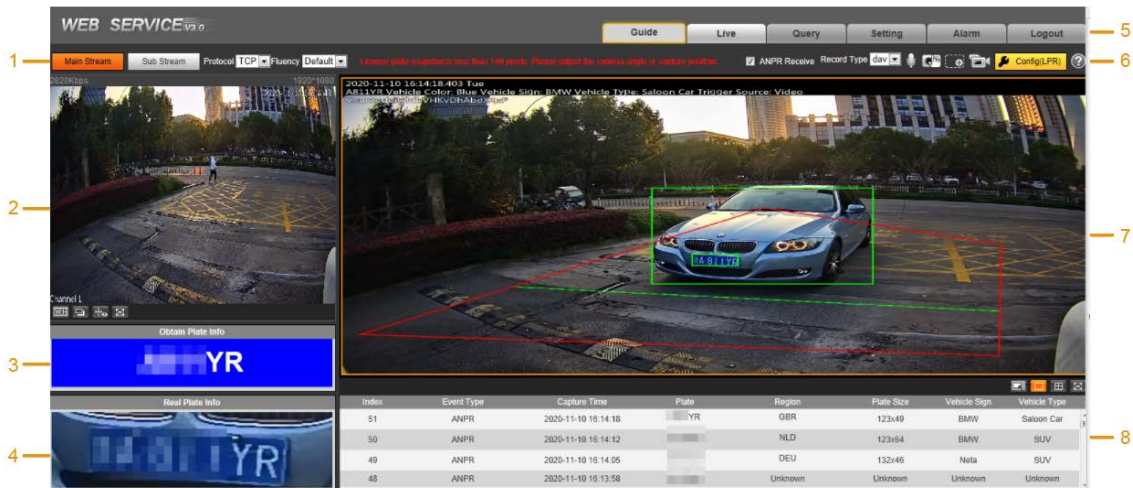 WEB SERVICE V3.0
Guide Live Query Setting Alarm Logout
5
1
Main Stream Sub Stream Protocol TCP Fluency Default License plate snapshot is less than 140 pixels. Please adjust the camera angle or capture position. ANPR Receive Record Type dav Config(LPR) ?
6
2820Kbps 1920*1080
2020-11-10 16:14:18.403 Tue
A811YR Vehicle Color: Blue Vehicle Sign: BMW Vehicle Type: Saloon Car Trigger Source: Video
2
7
A 811YR
Channel 1
Obtain Plate Info
3
YR
Real Plate Info
4
YR
Index Event Type Capture Time Plate Region Plate Size Vehicle Sign Vehicle Type
51 ANPR 2020-11-10 16:14:18 YR GBR 123x49 BMW Saloon Car
50 ANPR 2020-11-10 16:14:12 NLD 123x64 BMW SUV
8
49 ANPR 2020-11-10 16:14:05 DEU 132x46 Neta SUV
48 ANPR 2020-11-10 16:13:58 Unknown Unknown Unknown Unknown